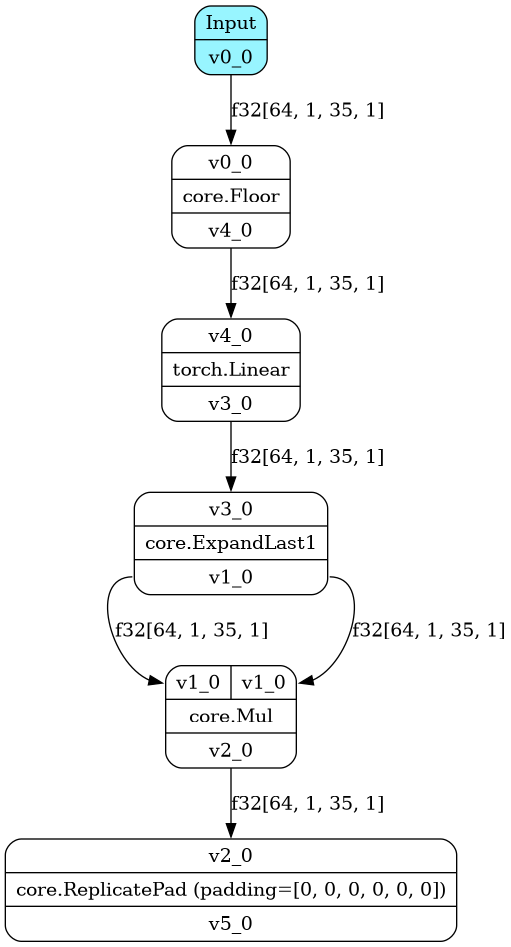 Input
v0_0
f32[64, 1, 35, 1]
v0_0
core.Floor
v4_0
f32[64, 1, 35, 1]
v4_0
torch.Linear
v3_0
f32[64, 1, 35, 1]
v3_0
core.ExpandLast1
v1_0
f32[64, 1, 35, 1] f32[64, 1, 35, 1]
v1_0 v1_0
core.Mul
v2_0
f32[64, 1, 35, 1]
v2_0
core.ReplicatePad (padding=[0, 0, 0, 0, 0, 0])
v5_0